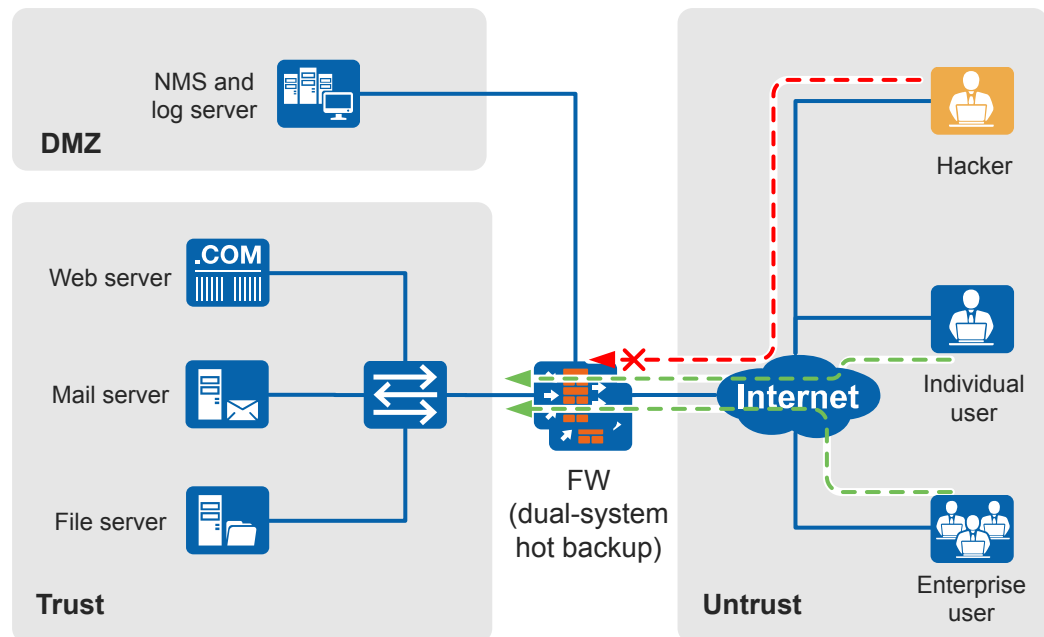 NMS and
log server
DMZ
Hacker
.COM
Web server
Mail server
Individual
user
Internet
FW
(dual-system
hot backup)
File server
Enterprise
user
Trust
Untrust